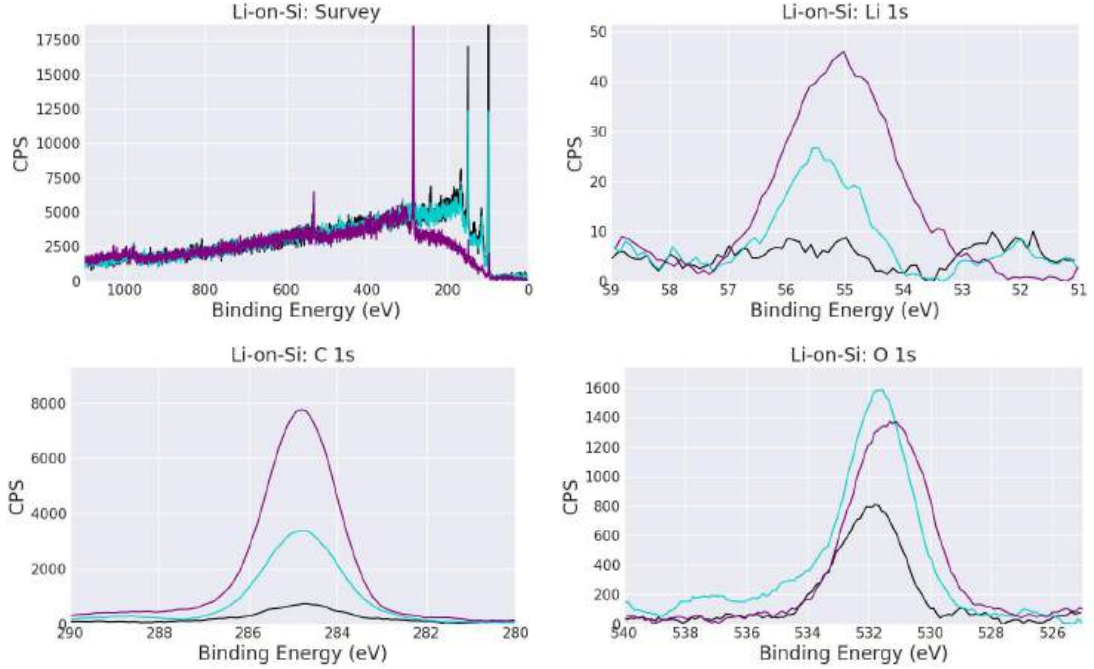 Li-on-Si: Survey
CPS
17500
15000
12500
10000
7500
5000
2500
0
1000 800 600 400 200 0
Binding Energy (eV)
Li-on-Si: Li 1s
CPS
50
40
30
20
10
0
59 58 57 56 55 54 53 52 51
Binding Energy (eV)
Li-on-Si: C 1s
CPS
8000
6000
4000
2000
0
290 288 286 284 282 280
Binding Energy (eV)
Li-on-Si: O 1s
CPS
1600
1400
1200
1000
800
600
400
200
0
540 538 536 534 532 530 528 526
Binding Energy (eV)